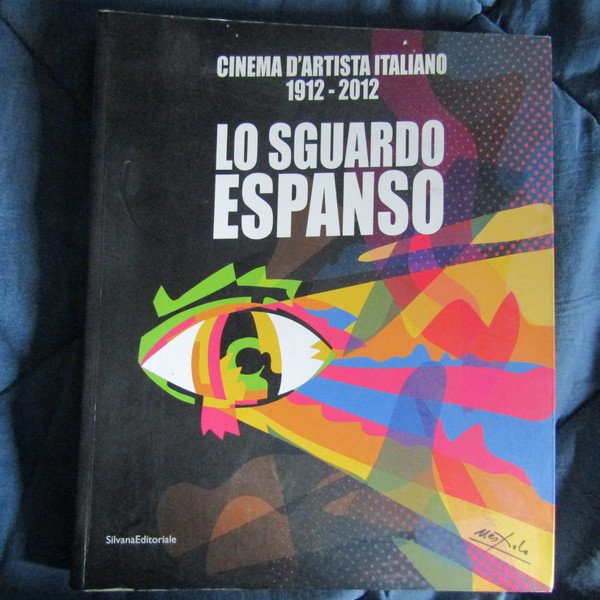 CINEMA D'ARTISTA ITALIANO
1912 - 2012
LO SGUARDO
ESPANSO
SilvanaEditoriale